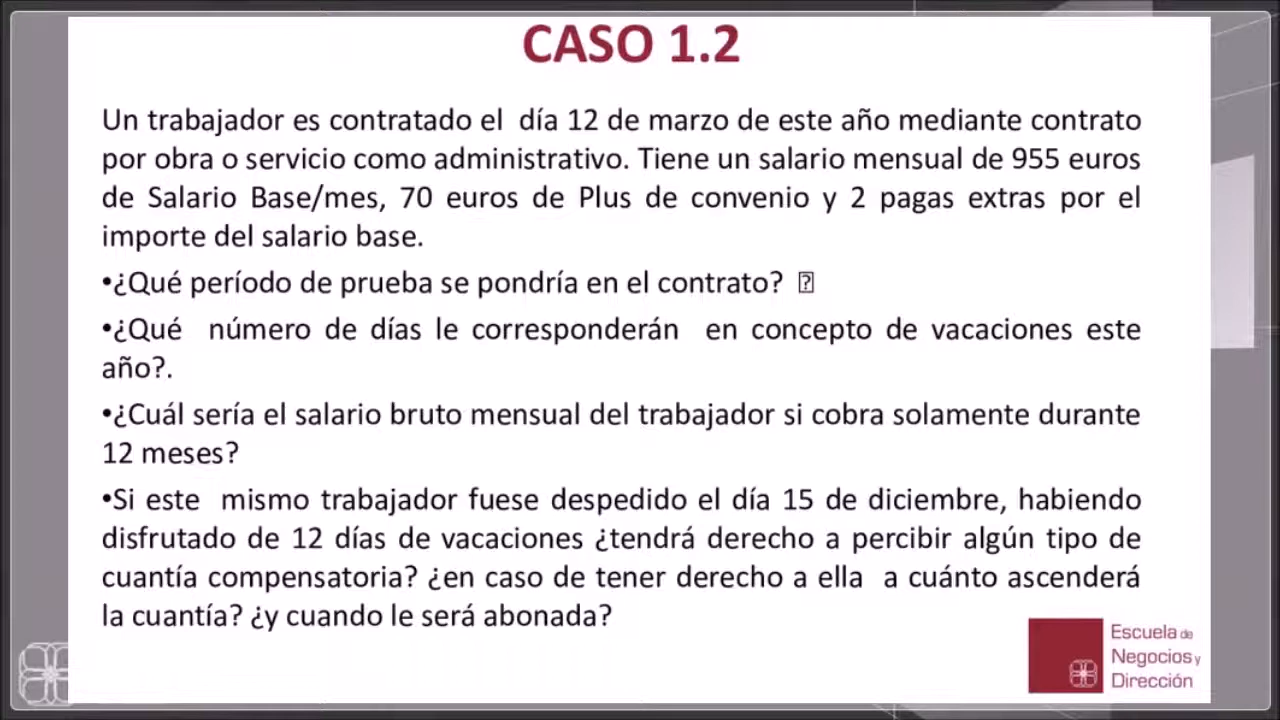 CASO 1.2
Un trabajador es contratado el día 12 de marzo de este año mediante contrato
por obra o servicio como administrativo. Tiene un salario mensual de 955 euros
de Salario Base/mes, 70 euros de Plus de convenio y 2 pagas extras por el
importe del salario base.
•¿Qué período de prueba se pondría en el contrato?
•¿Qué número de días le corresponderán en concepto de vacaciones este
año?.
•¿Cuál sería el salario bruto mensual del trabajador si cobra solamente durante
12 meses?
•Si este mismo trabajador fuese despedido el día 15 de diciembre, habiendo
disfrutado de 12 días de vacaciones ¿tendrá derecho a percibir algún tipo de
cuantía compensatoria? ¿en caso de tener derecho a ella a cuánto ascenderá
la cuantía? ¿y cuando le será abonada?
Escuela de
Negocios y
Dirección